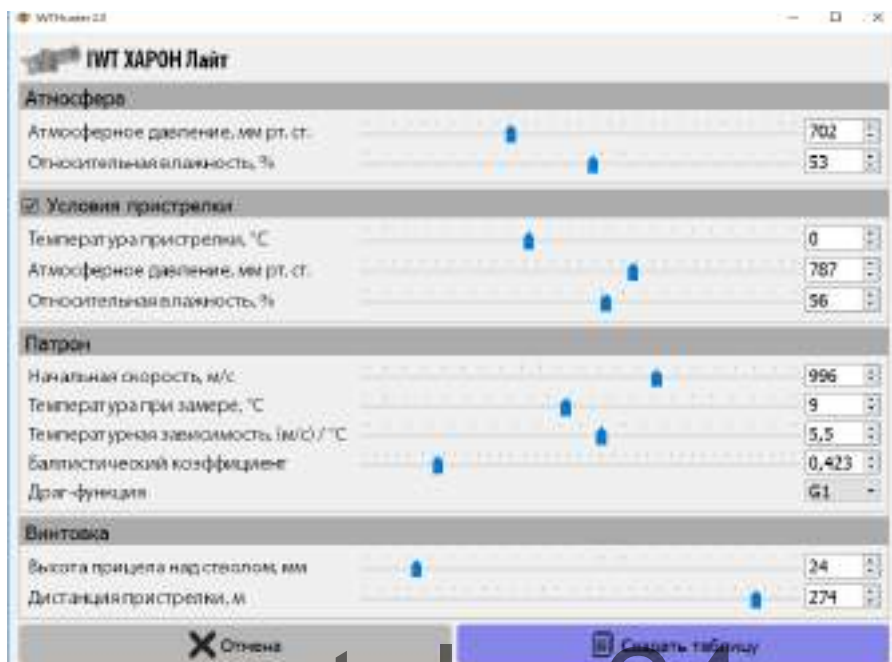 IWT ХАРОН Лайт
Атмосфера
Атмосферное давление, мм рт. ст. 702
Относительная влажность, % 53
Условия пристрелки
Температура пристрелки, °C 0
Атмосферное давление, мм рт. ст. 787
Относительная влажность, % 56
Патрон
Начальная скорость, м/с 996
Температура при замере, °C 9
Температурная зависимость, (м/с) / °C 5,5
Баллистический коэффициент 0,423
Драг-функция G1
Винтовка
Высота прицела над стволом, мм 24
Дистанция пристрелки, м 274
Отмена Создать таблицу